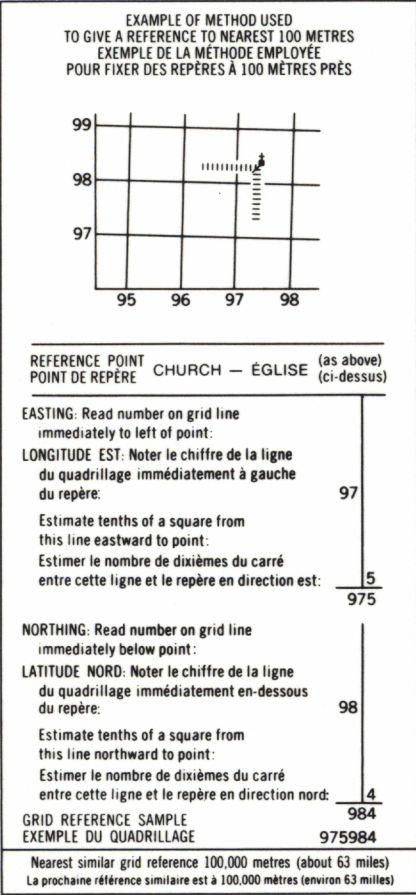 EXAMPLE OF METHOD USED
TO GIVE A REFERENCE TO NEAREST 100 METRES
EXEMPLE DE LA MÉTHODE EMPLOYÉE
POUR FIXER DES REPÈRES À 100 MÈTRES PRÈS
99
98
97
95 96 97 98
REFERENCE POINT CHURCH — ÉGLISE (as above)
POINT DE REPÈRE (ci-dessus)
EASTING: Read number on grid line
immediately to left of point:
LONGITUDE EST: Noter le chiffre de la ligne
du quadrillage immédiatement à gauche
du repère: 97
Estimate tenths of a square from
this line eastward to point:
Estimer le nombre de dixièmes du carré
entre cette ligne et le repère en direction est: 5
975
NORTHING: Read number on grid line
immediately below point:
LATITUDE NORD: Noter le chiffre de la ligne
du quadrillage immédiatement en-dessous
du repère: 98
Estimate tenths of a square from
this line northward to point:
Estimer le nombre de dixièmes du carré
entre cette ligne et le repère en direction nord: 4
GRID REFERENCE SAMPLE 984
EXEMPLE DU QUADRILLAGE 975984
Nearest similar grid reference 100,000 metres (about 63 miles)
La prochaine référence similaire est à 100,000 mètres (environ 63 milles)